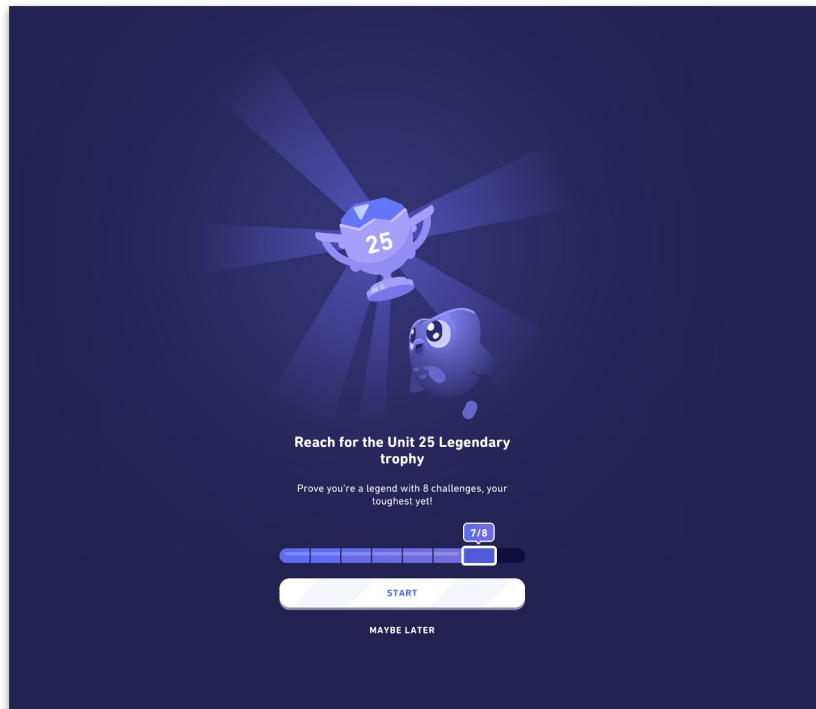 25
Reach for the Unit 25 Legendary
trophy
Prove you're a legend with 8 challenges, your
toughest yet!
7/8
START
MAYBE LATER